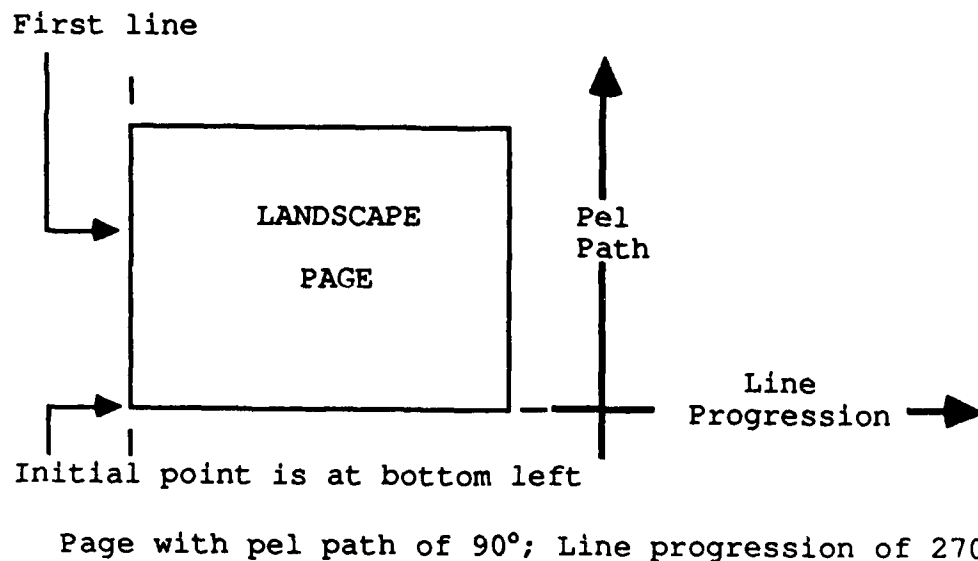 First line
LANDSCAPE
PAGE
Pel
Path
Line
Progression
Initial point is at bottom left
Page with pel path of 90°; Line progression of 270